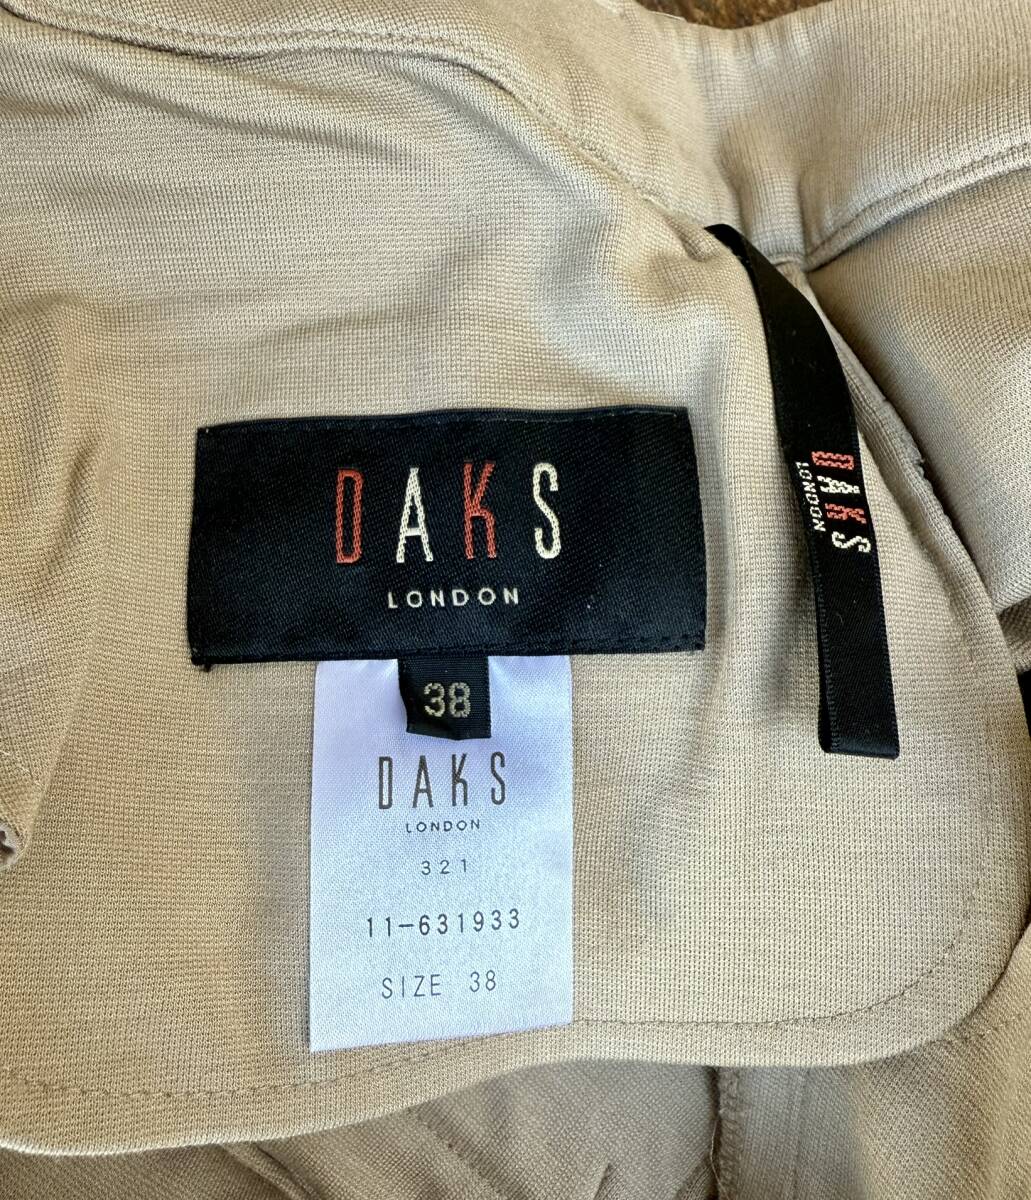 DAKS
LONDON
38
DAKS
LONDON
321
11-631933
SIZE 38
DAKS
LONDON